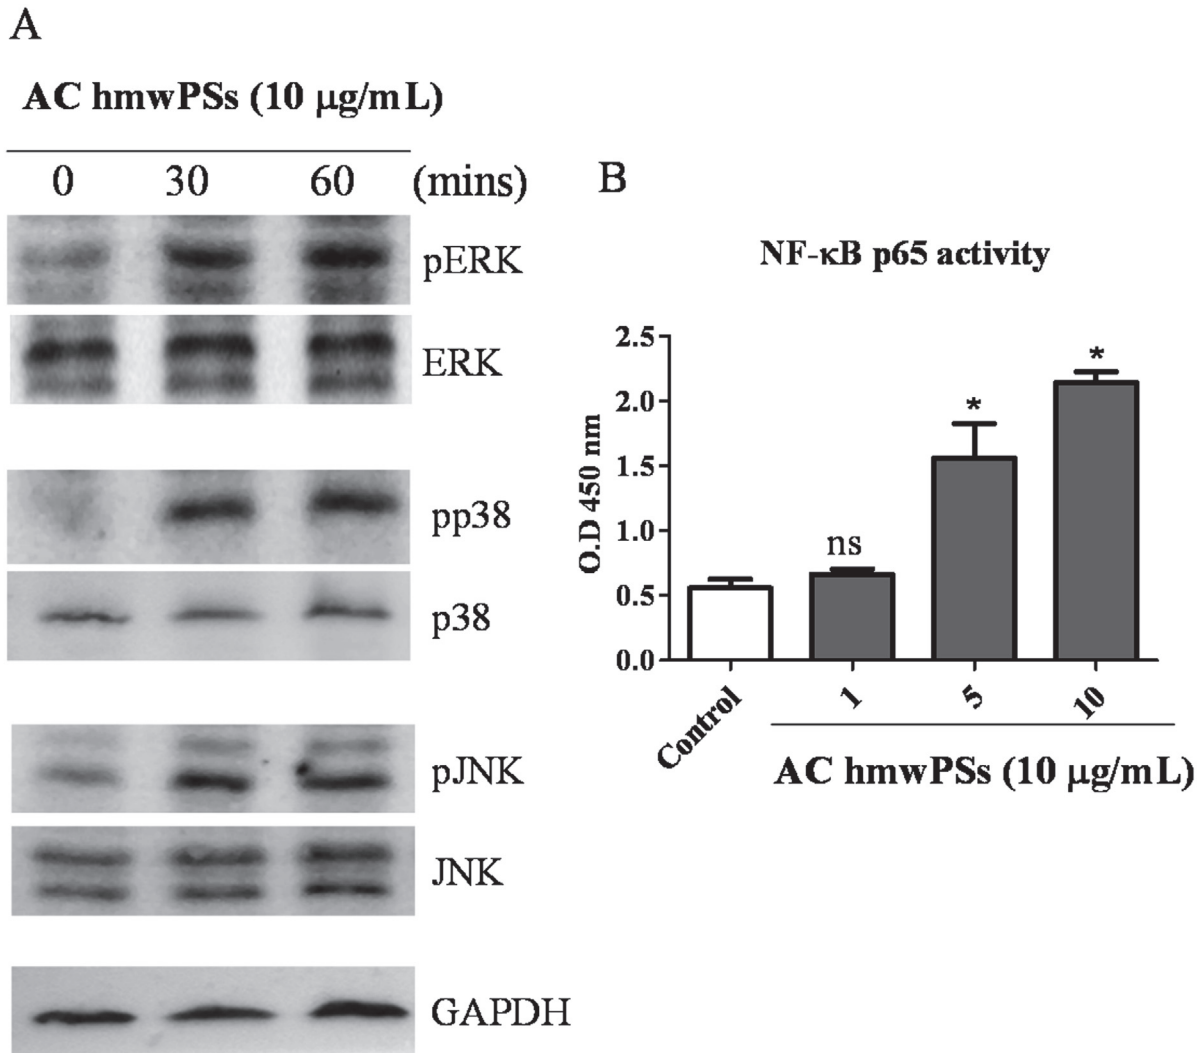 A
AC hmwPSs (10 μg/mL)
0 30 60 (mins)
pERK
ERK
pp38
p38
pJNK
JNK
GAPDH
B
NF-κB p65 activity
O.D 450 nm
2.5
2.0
1.5
1.0
0.5
0.0
ns
*
*
Control 1 5 10
AC hmwPSs (10 μg/mL)